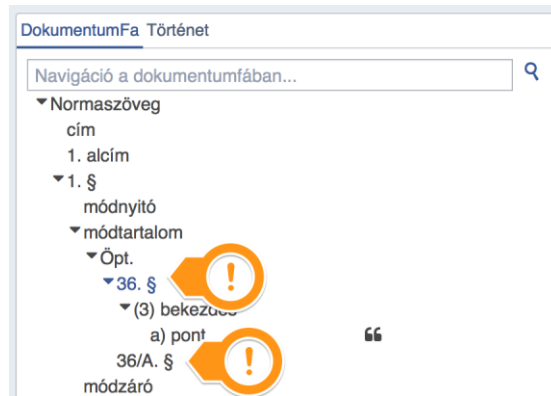 DokumentumFa Történet
Navigáció a dokumentumfában...
Normaszöveg
cím
1. alcím
1. §
módnyitó
módtartalom
Öpt.
36. §
!
(3) bekezdés
a) pont
36/A. §
!
módzáró